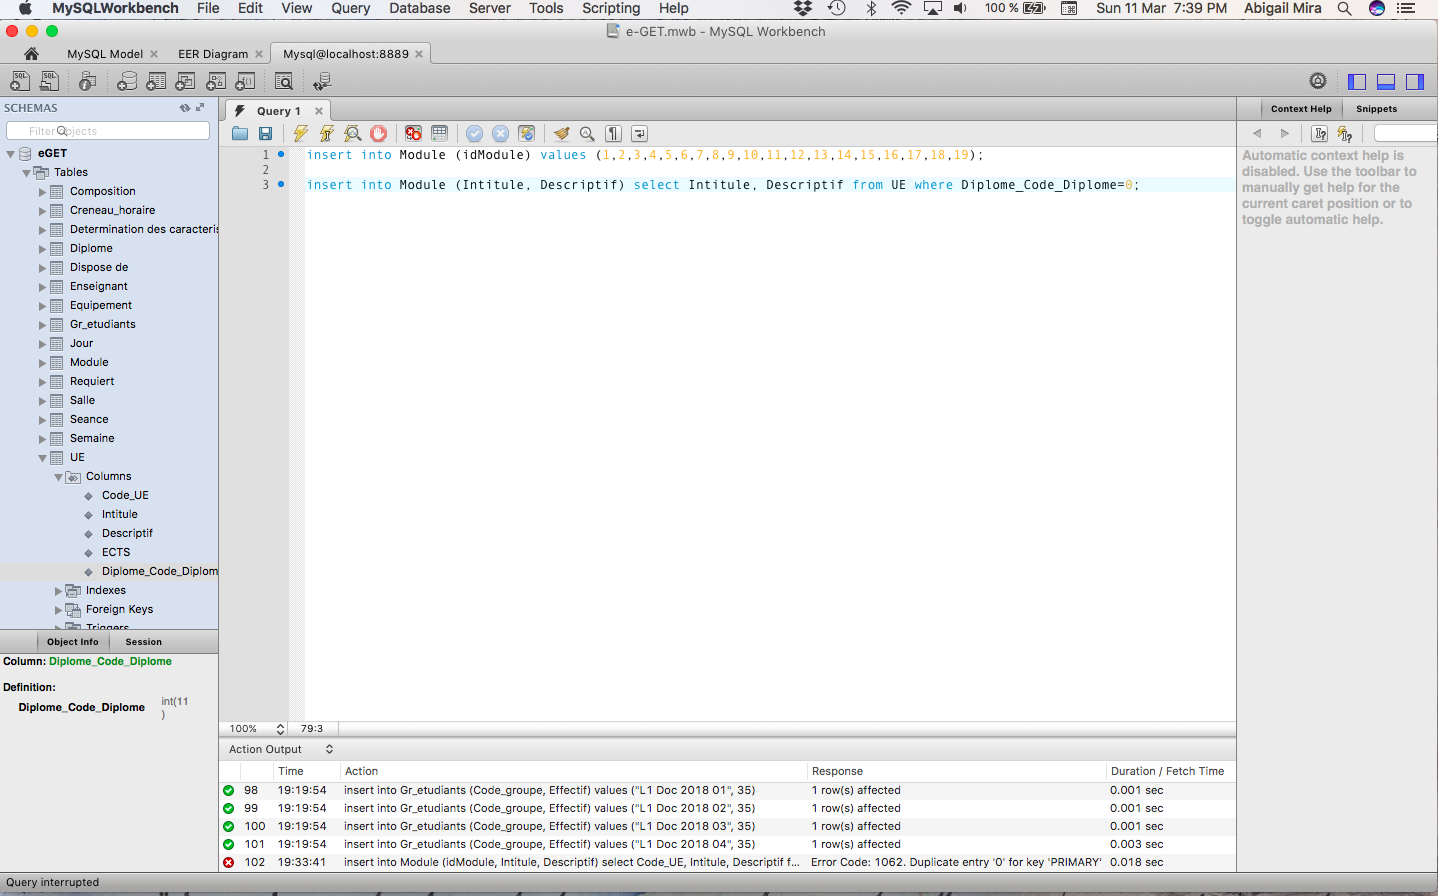 MySQLWorkbench File Edit View Query Database Server Tools Scripting Help 100 % Sun 11 Mar 7:39 PM Abigail Mira
e-GET.mwb - MySQL Workbench
MySQL Model EER Diagram Mysql@localhost:8889
SCHEMAS
Filter objects
eGET
Tables
Composition
Creneau_horaire
Determination des caracteris
Diplome
Dispose de
Enseignant
Equipement
Gr_etudiants
Jour
Module
Requiert
Salle
Seance
Semaine
UE
Columns
Code_UE
Intitule
Descriptif
ECTS
Diplome_Code_Diplom
Indexes
Foreign Keys
Triggers
Object Info Session
Column: Diplome_Code_Diplome
Definition:
Diplome_Code_Diplome int(11
)
Query interrupted
Query 1
1 insert into Module (idModule) values (1,2,3,4,5,6,7,8,9,10,11,12,13,14,15,16,17,18,19);
2
3 insert into Module (Intitule, Descriptif) select Intitule, Descriptif from UE where Diplome_Code_Diplome=0;
100% 79:3
Action Output
Time Action Response Duration / Fetch Time
98 19:19:54 insert into Gr_etudiants (Code_groupe, Effectif) values ("L1 Doc 2018 01", 35) 1 row(s) affected 0.001 sec
99 19:19:54 insert into Gr_etudiants (Code_groupe, Effectif) values ("L1 Doc 2018 02", 35) 1 row(s) affected 0.001 sec
100 19:19:54 insert into Gr_etudiants (Code_groupe, Effectif) values ("L1 Doc 2018 03", 35) 1 row(s) affected 0.001 sec
101 19:19:54 insert into Gr_etudiants (Code_groupe, Effectif) values ("L1 Doc 2018 04", 35) 1 row(s) affected 0.003 sec
102 19:33:41 insert into Module (idModule, Intitule, Descriptif) select Code_UE, Intitule, Descriptif f... Error Code: 1062. Duplicate entry '0' for key 'PRIMARY' 0.018 sec
Context Help Snippets
Automatic context help is
disabled. Use the toolbar to
manually get help for the
current caret position or to
toggle automatic help.